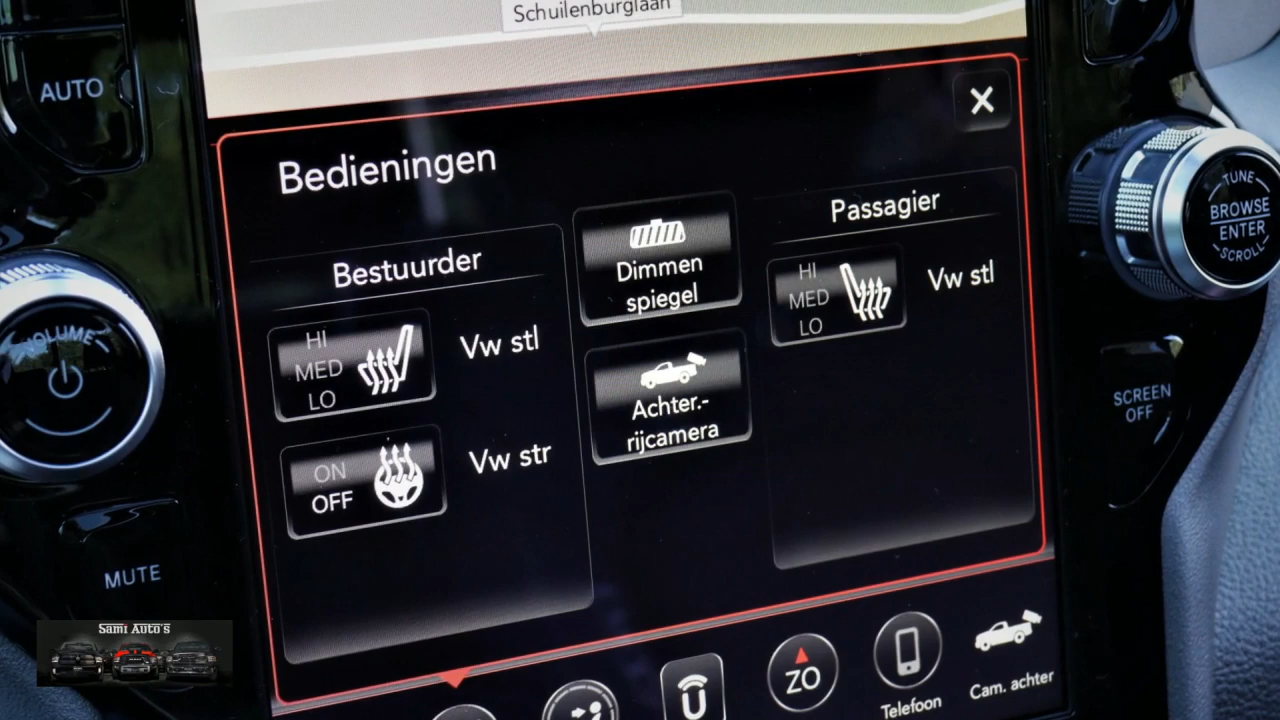 Schuilenburglaan
AUTO
Bedieningen
Bestuurder
HI
MED
LO
Vw stl
ON
OFF
Vw str
Dimmen
spiegel
Achter.-
rijcamera
Passagier
HI
MED
LO
Vw stl
VOLUME
MUTE
TUNE
BROWSE
ENTER
SCROLL
SCREEN
OFF
ZO
Telefoon
Cam. achter
Sami Auto's